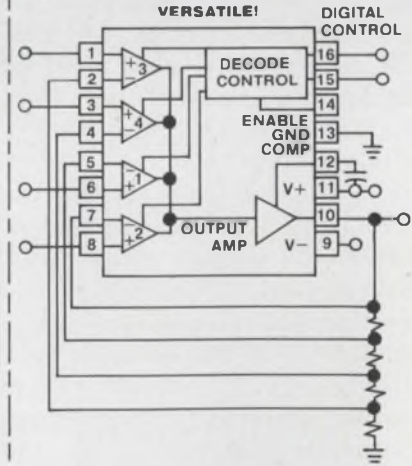 VERSATILE!
DIGITAL
CONTROL
1
2
3
4
5
6
7
8
+
3
-
+
4
-
-
1
+
-
2
+
DECODE
CONTROL
16
15
14
ENABLE
GND
COMP
13
12
V+
11
10
OUTPUT
AMP
V-
9